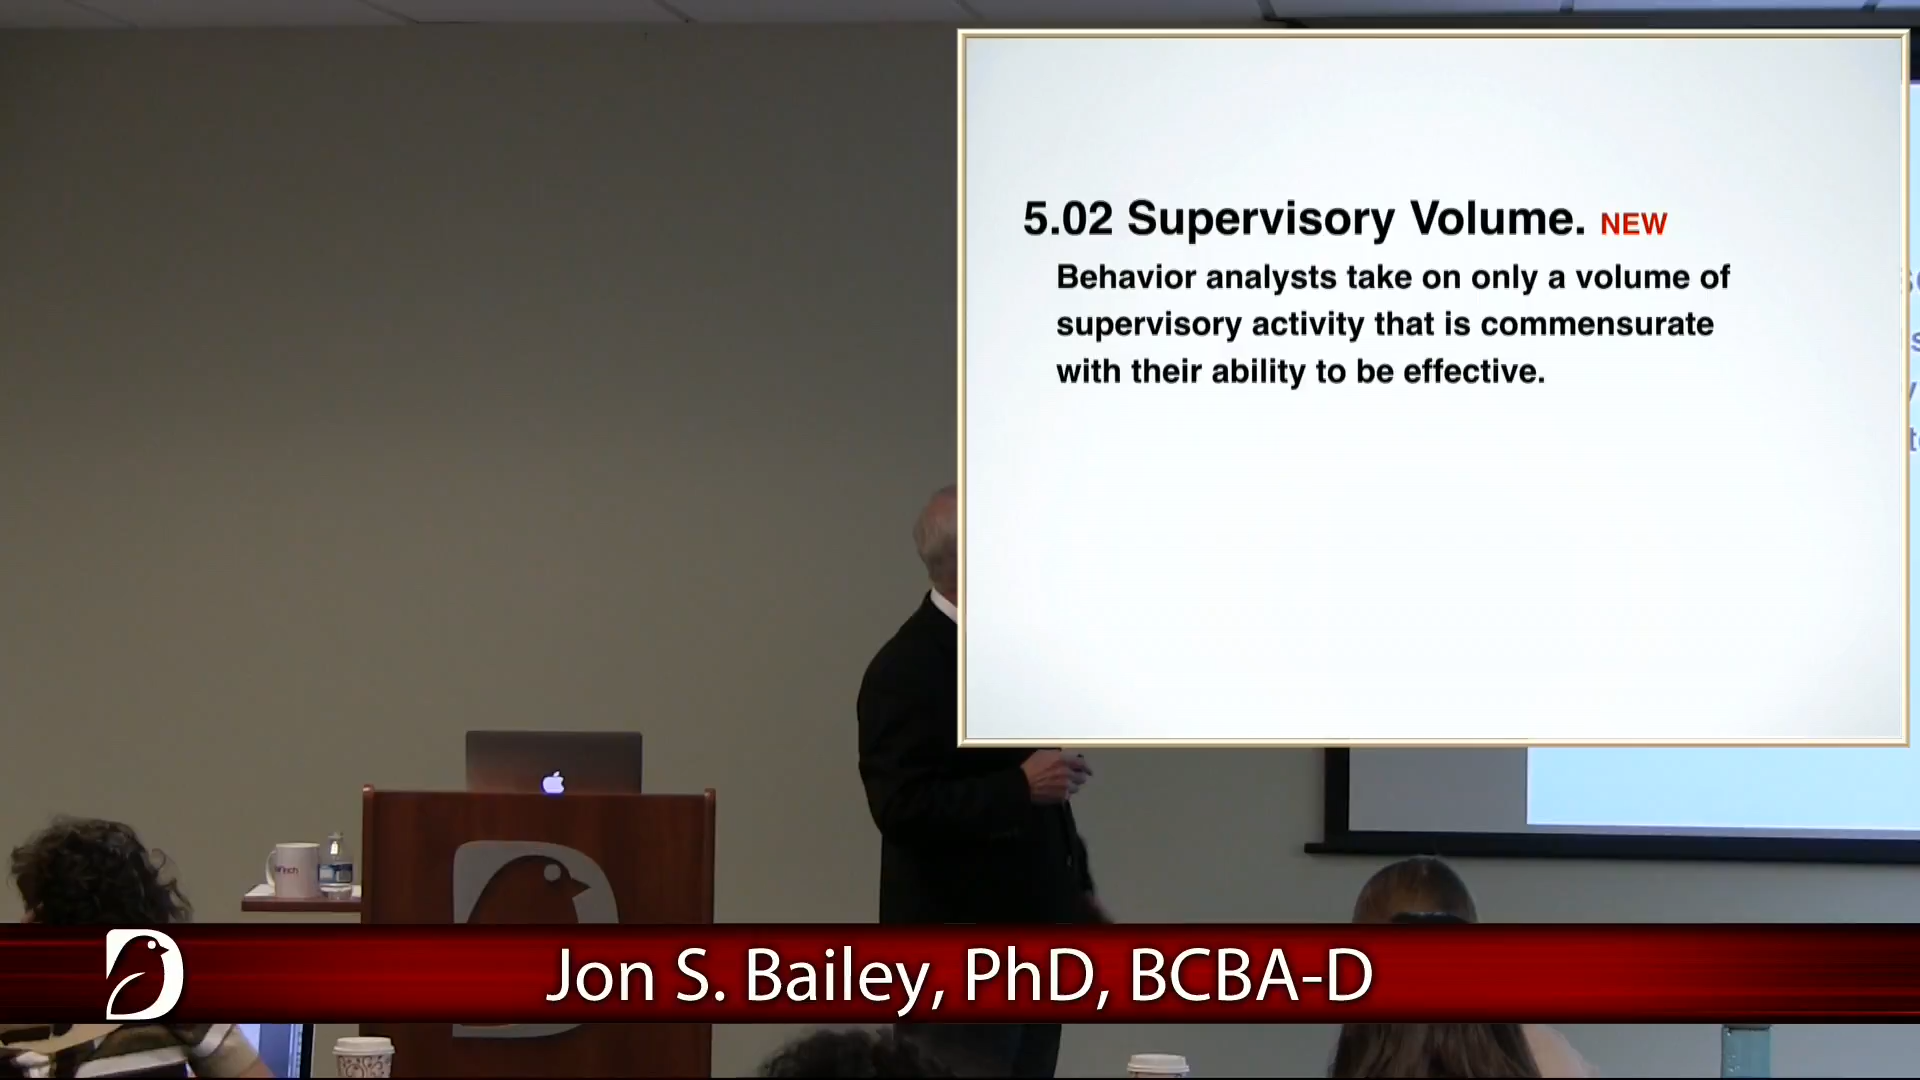 5.02 Supervisory Volume. NEW
Behavior analysts take on only a volume of
supervisory activity that is commensurate
with their ability to be effective.
Jon S. Bailey, PhD, BCBA-D